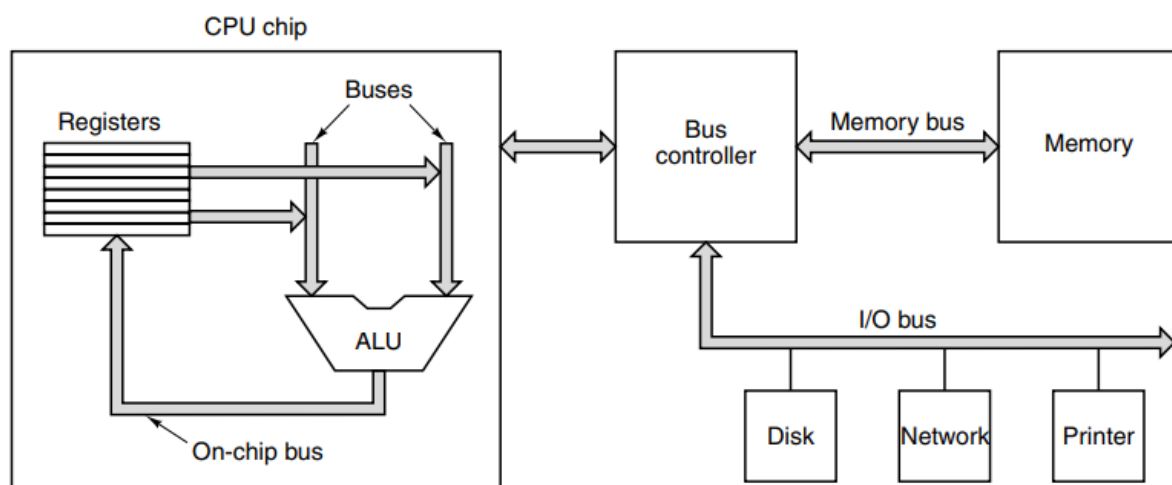 CPU chip
Buses
Registers
Bus
controller
Memory bus
Memory
ALU
I/O bus
On-chip bus
Disk
Network
Printer